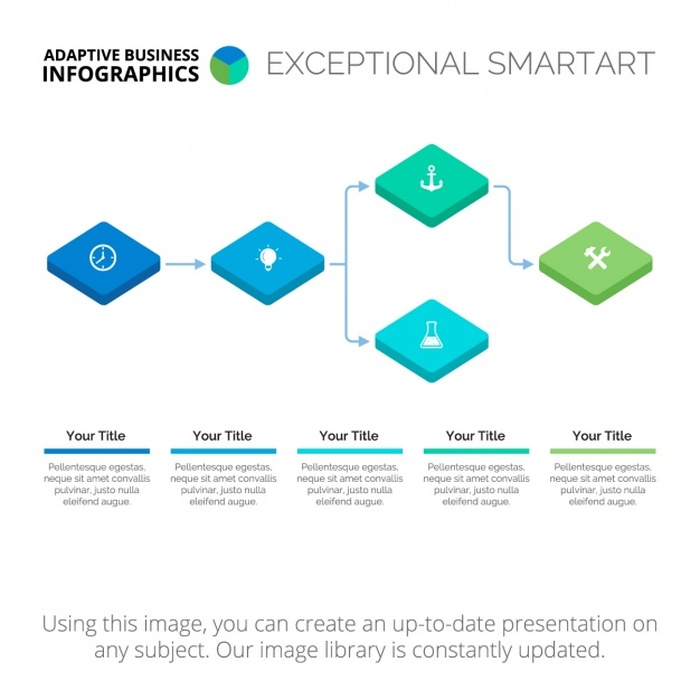 ADAPTIVE BUSINESS
INFOGRAPHICS
EXCEPTIONAL SMARTART
Your Title
Pellentesque egestas,
neque sit amet convallis
pulvinar, justo nulla
eleifend augue.
Your Title
Pellentesque egestas,
neque sit amet convallis
pulvinar, justo nulla
eleifend augue.
Your Title
Pellentesque egestas,
neque sit amet convallis
pulvinar, justo nulla
eleifend augue.
Your Title
Pellentesque egestas,
neque sit amet convallis
pulvinar, justo nulla
eleifend augue.
Your Title
Pellentesque egestas,
neque sit amet convallis
pulvinar, justo nulla
eleifend augue.
Using this image, you can create an up-to-date presentation on
any subject. Our image library is constantly updated.